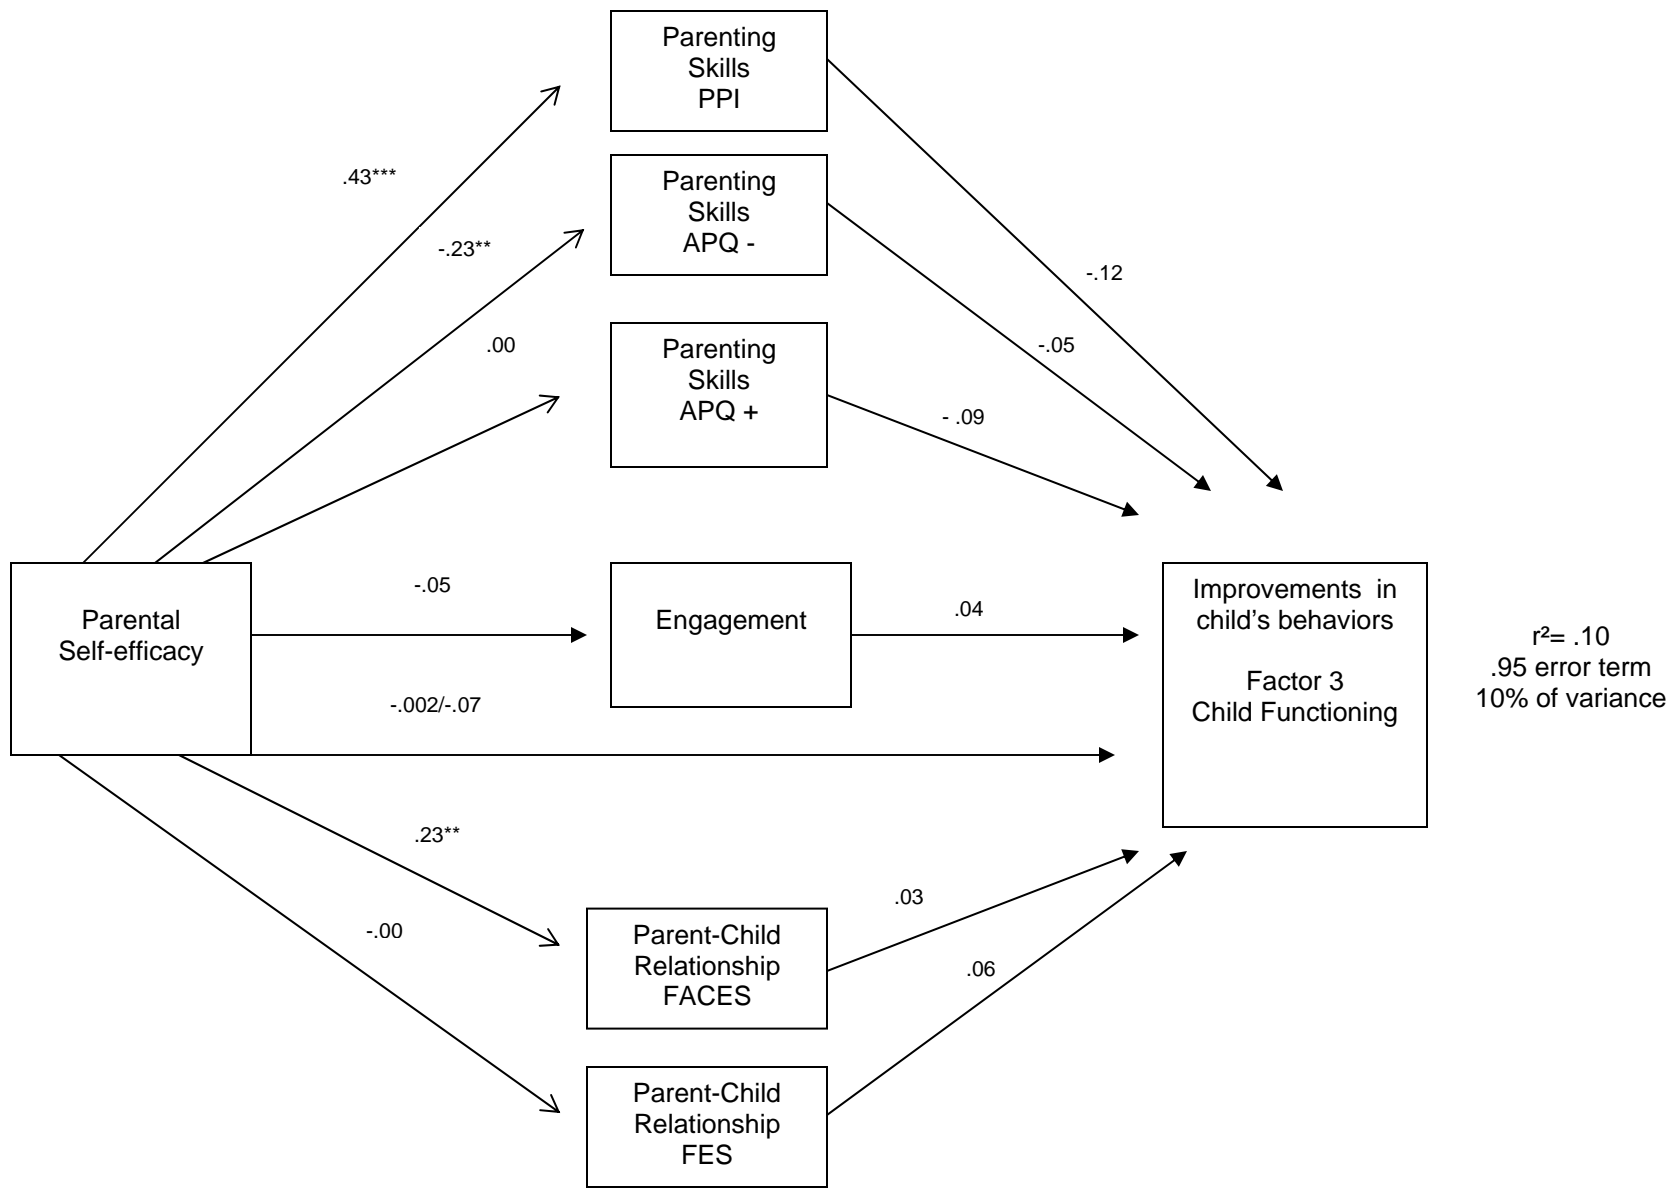 Parenting
Skills
PPI
.43***
Parenting
Skills
APQ -
-.23**
-.12
.00
Parenting
Skills
APQ +
-.05
- .09
Parental
Self-efficacy
-.05
Engagement
.04
Improvements in
child’s behaviors
Factor 3
Child Functioning
r²= .10
.95 error term
10% of variance
-.002/-.07
.23**
-.00
Parent-Child
Relationship
FACES
.03
.06
Parent-Child
Relationship
FES